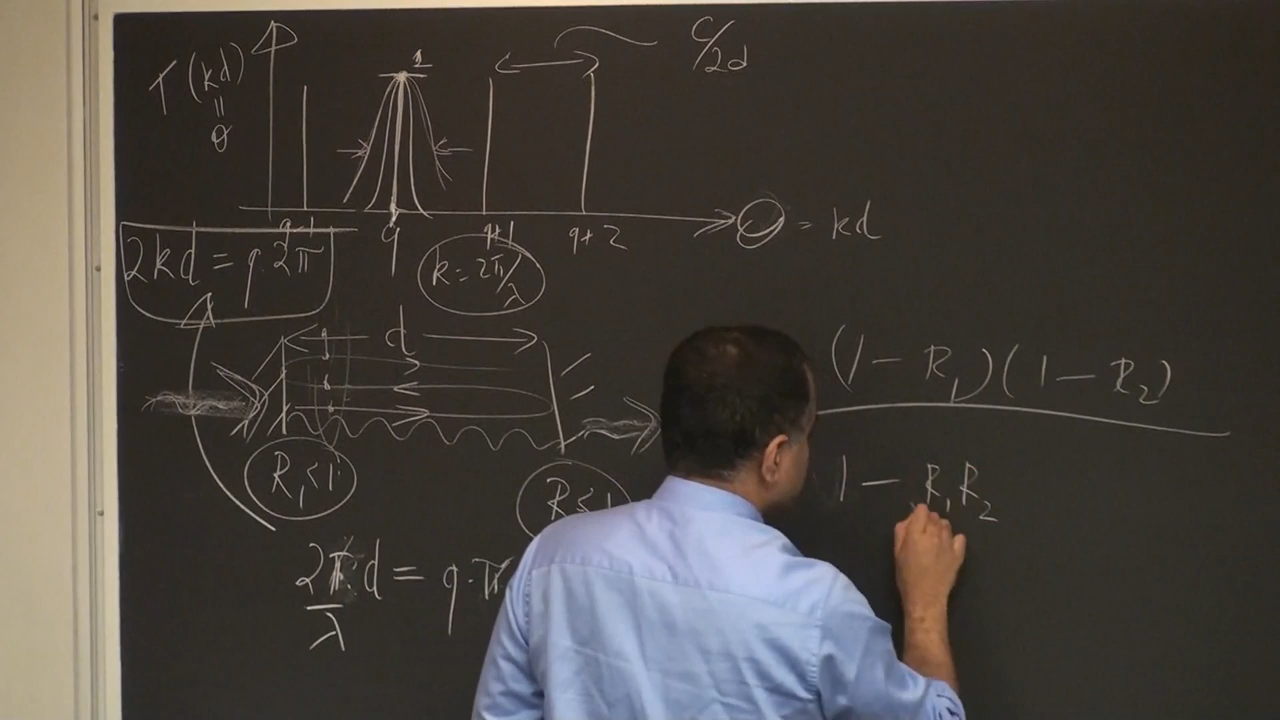 T (kd)
=
θ
1
c/2d
q-1
q
q+1
q+2
= kd
2kd = q·2π
k = 2π/λ
d
R₁<1
R₂<1
(1 - R₁)(1 - R₂)
1 - R₁R₂
2π/λ d = q·π